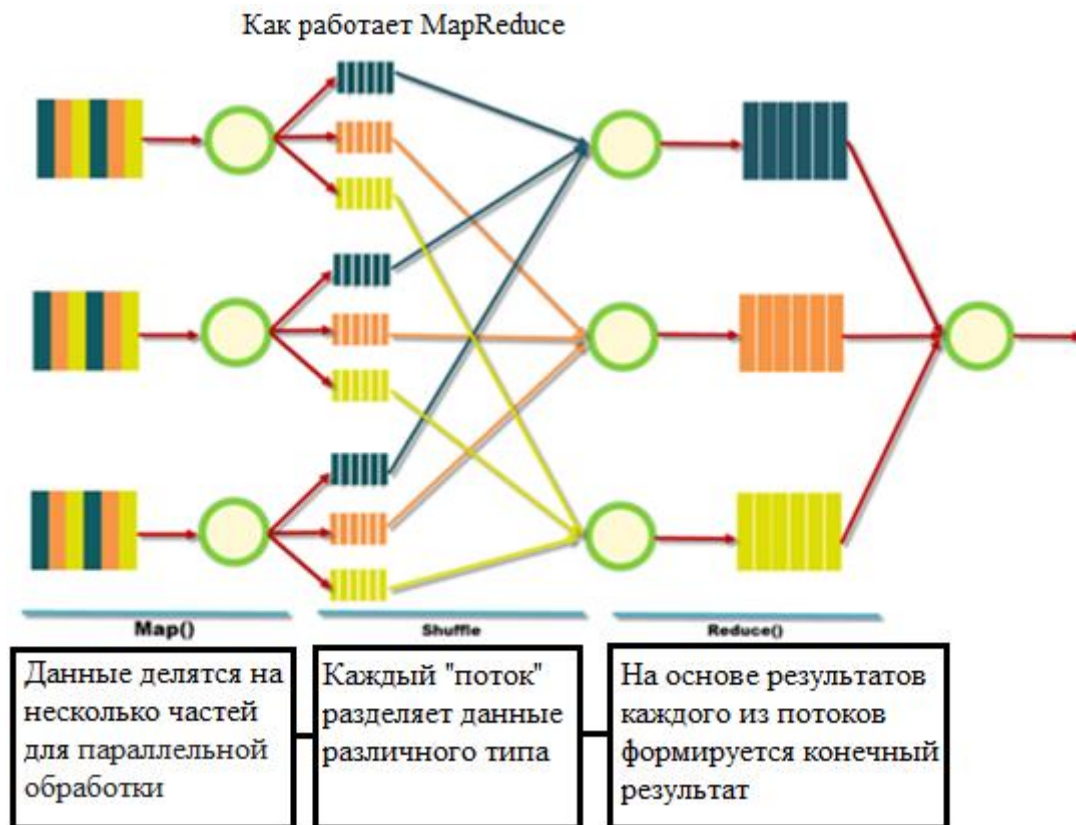 Как работает MapReduce
Map()
Shuffle
Reduce()
Данные делятся на
несколько частей
для параллельной
обработки
Каждый "поток"
разделяет данные
различного типа
На основе результатов
каждого из потоков
формируется конечный
результат